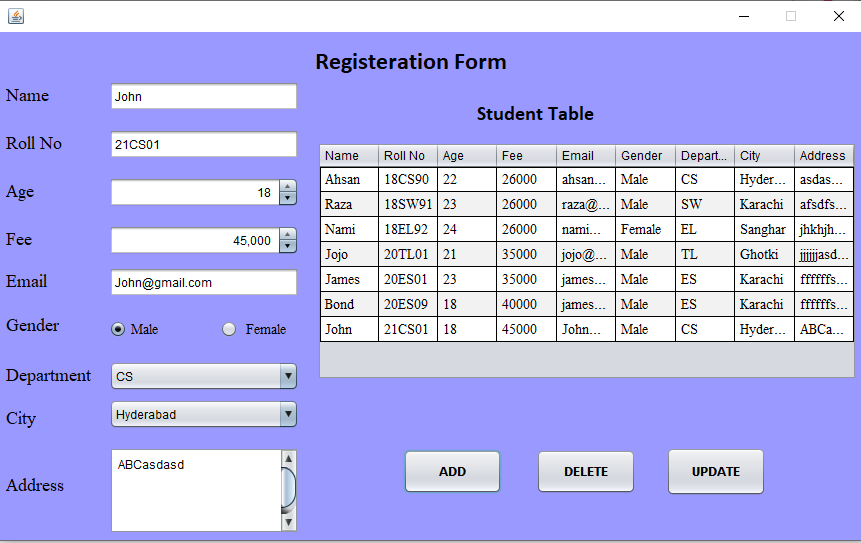 Registeration Form
Name John
Roll No 21CS01
Age 18
Fee 45,000
Email John@gmail.com
Gender Male Female
Department CS
City Hyderabad
Address ABCasdasd
Student Table
Name Roll No Age Fee Email Gender Depart... City Address
Ahsan 18CS90 22 26000 ahsan... Male CS Hyder... asdas...
Raza 18SW91 23 26000 raza@... Male SW Karachi afsdfs...
Nami 18EL92 24 26000 nami... Female EL Sanghar jhkhjh...
Jojo 20TL01 21 35000 jojo@... Male TL Ghotki jjjjjjasd...
James 20ES01 23 35000 james... Male ES Karachi ffffffs...
Bond 20ES09 18 40000 james... Male ES Karachi ffffffs...
John 21CS01 18 45000 John... Male CS Hyder... ABCa...
ADD DELETE UPDATE